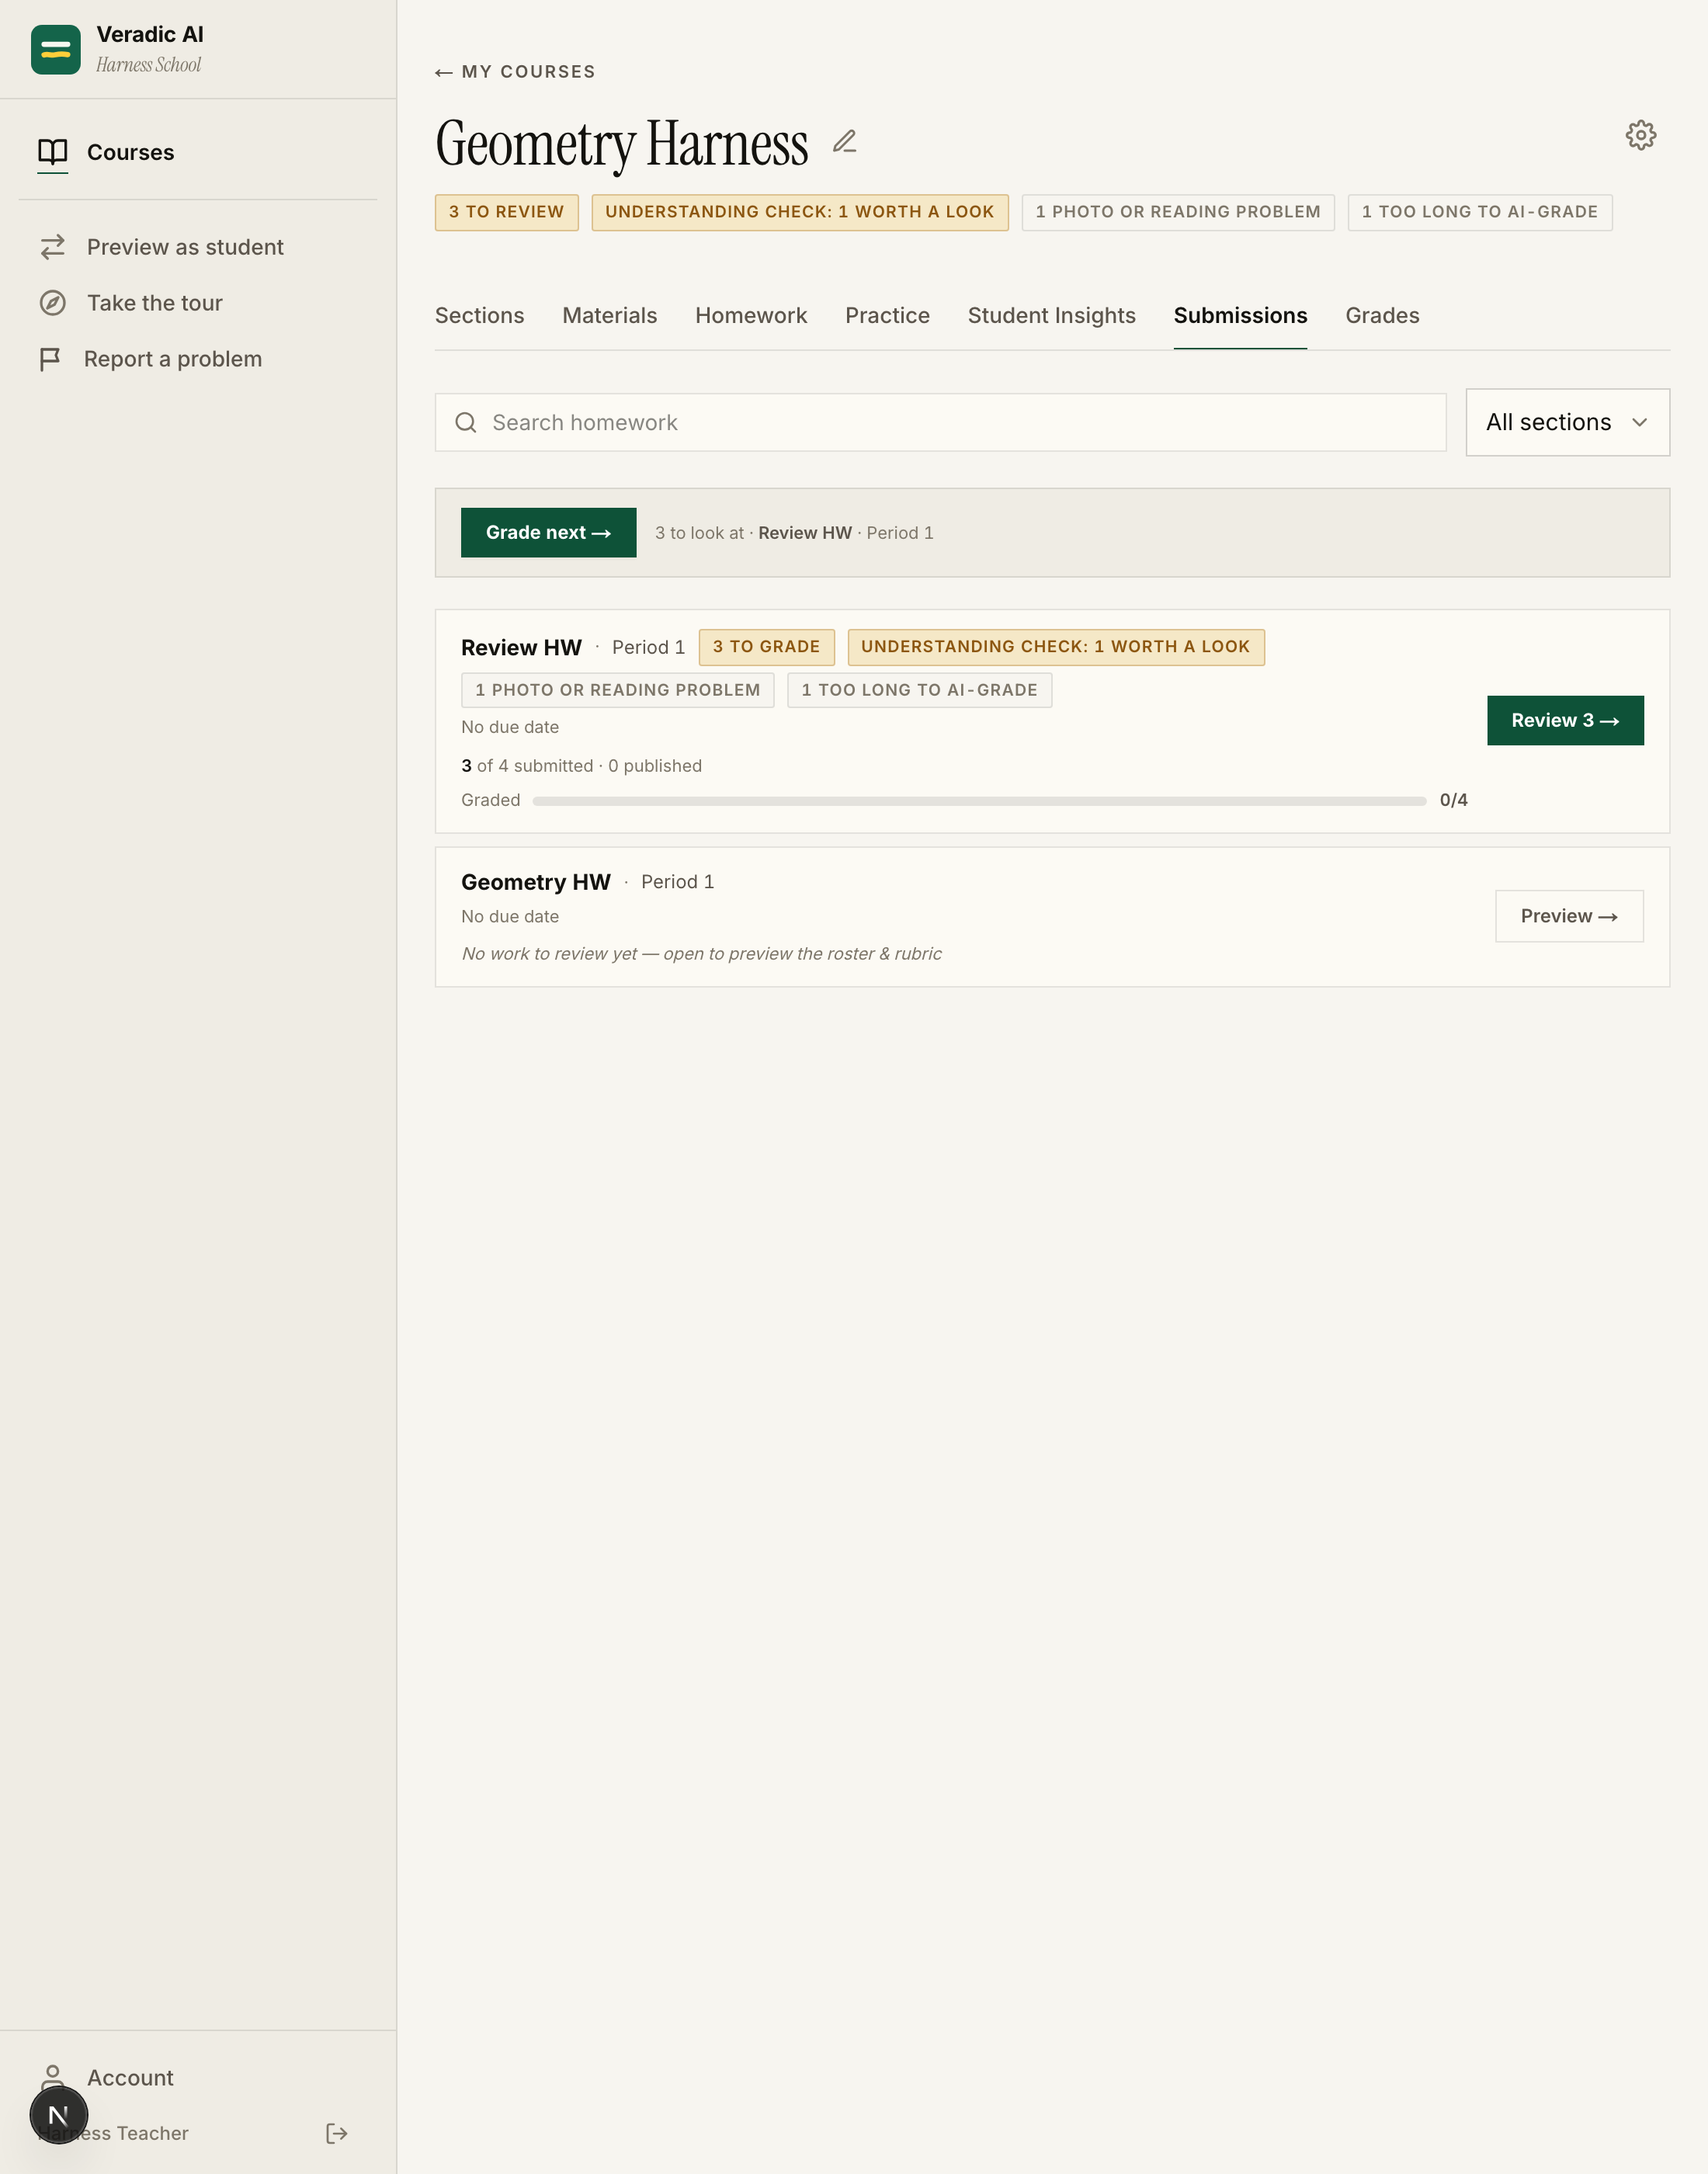 Veradic AI
Harness School
Courses
Preview as student
Take the tour
Report a problem
Account
ess Teacher
← MY COURSES
Geometry Harness
3 TO REVIEW UNDERSTANDING CHECK: 1 WORTH A LOOK 1 PHOTO OR READING PROBLEM 1 TOO LONG TO AI-GRADE
Sections Materials Homework Practice Student Insights Submissions Grades
Search homework All sections
Grade next → 3 to look at · Review HW · Period 1
Review HW · Period 1 3 TO GRADE UNDERSTANDING CHECK: 1 WORTH A LOOK
1 PHOTO OR READING PROBLEM 1 TOO LONG TO AI-GRADE
No due date
Review 3 →
3 of 4 submitted · 0 published
Graded 0/4
Geometry HW · Period 1
No due date
Preview →
No work to review yet — open to preview the roster & rubric
N